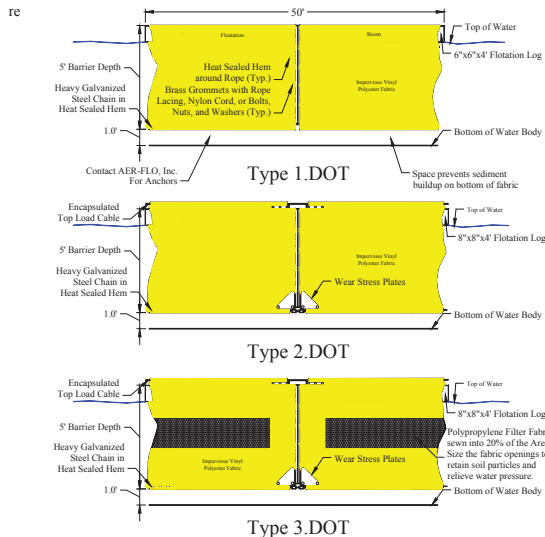 re
50'
Top of Water
Floatation
Boom
6"x6"x4' Flotation Log
5' Barrier Depth
Heat Sealed Hem
around Rope (Typ.)
Heavy Galvanized
Steel Chain in
Heat Sealed Hem
Brass Grommets with Rope
Lacing, Nylon Cord, or Bolts,
Nuts, and Washers (Typ.)
Impervious Vinyl
Polyester Fabric
1.0'
Bottom of Water Body
Contact AER-FLO, Inc.
For Anchors
Space prevents sediment
buildup on bottom of fabric
Type 1.DOT
Encapsulated
Top Load Cable
Top of Water
8"x8"x4' Flotation Log
5' Barrier Depth
Impervious Vinyl
Polyester Fabric
Heavy Galvanized
Steel Chain in
Heat Sealed Hem
Wear Stress Plates
1.0'
Bottom of Water Body
Type 2.DOT
Encapsulated
Top Load Cable
Top of Water
8"x8"x4' Flotation Log
5' Barrier Depth
Polypropylene Filter Fabr
sewn into 20% of the Area
Size the fabric openings to
retain soil particles and
relieve water pressure.
Heavy Galvanized
Steel Chain in
Heat Sealed Hem
Impervious Vinyl
Polyester Fabric
Wear Stress Plates
1.0'
Bottom of Water Body
Type 3.DOT